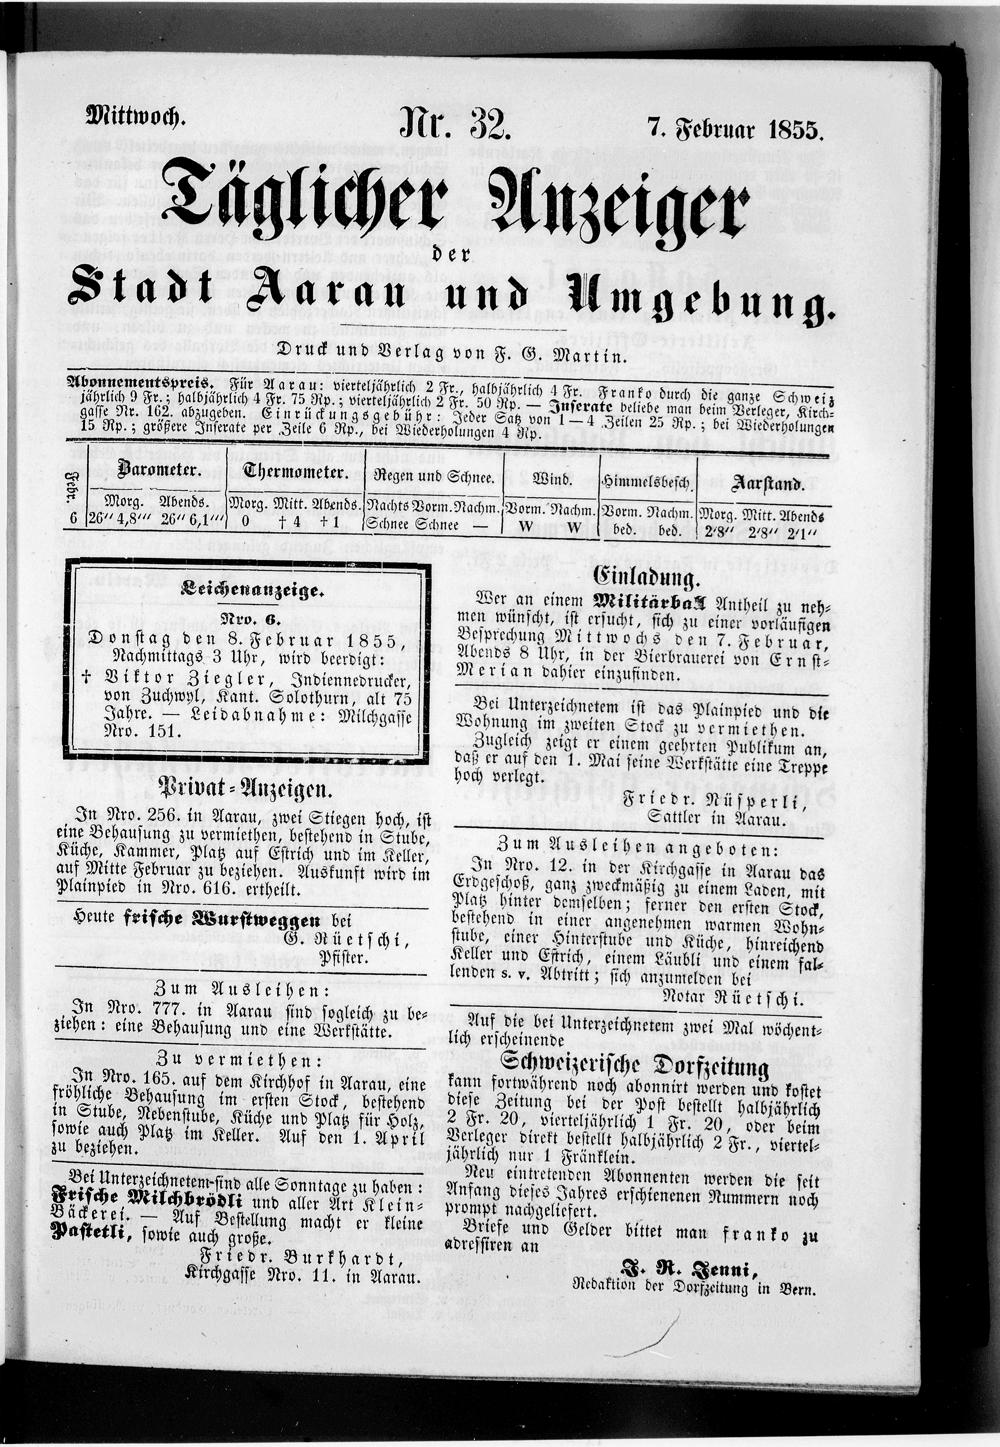 Mittwoch.
Nr. 32.
7. Februar 1855.
Täglicher Anzeiger
der
Stadt Aarau und Umgebung.
Druck und Verlag von F. G. Martin.
Abonnementspreis. Für Aarau: vierteljährlich 2 Fr., halbjährlich 4 Fr. Franko durch die ganze Schweiz
jährlich 9 Fr.; halbjährlich 4 Fr. 75 Rp.; vierteljährlich 2 Fr. 50 Rp. — Inserate beliebe man beim Verleger, Kirch-
gasse Nr. 162. abzugeben. Einrückungsgebühr: Jeder Satz von 1—4 Zeilen 25 Rp.; bei Wiederholungen
15 Rp.; größere Inserate per Zeile 6 Rp., bei Wiederholungen 4 Rp.
Febr. Barometer. Thermometer. Regen und Schnee. Wind. Himmelsbesch. Aarstand.
Morg. Abends. Morg. Mitt. Abends. Nachts Vorm. Nachm. Vorm. Nachm. Vorm. Nachm. Morg. Mitt. Abends
6 26‘‘ 4,8‘‘‘ 26‘‘ 6,1‘‘‘ 0 † 4 † 1 Schnee Schnee — W W bed. bed. 2'8‘‘ 2'8‘‘ 2'1‘‘
Leichenanzeige.
Nro. 6.
Donstag den 8. Februar 1855,
Nachmittags 3 Uhr, wird beerdigt:
† Viktor Ziegler, Indiennedrucker,
von Zuchwyl, Kant. Solothurn, alt 75
Jahre. — Leidabnahme: Milchgasse
Nro. 151.
Privat-Anzeigen.
In Nro. 256. in Aarau, zwei Stiegen hoch, ist
eine Behausung zu vermiethen, bestehend in Stube,
Küche, Kammer, Platz auf Estrich und im Keller,
auf Mitte Februar zu beziehen. Auskunft wird im
Plainpied in Nro. 616. ertheilt.
Heute frische Wurstweggen bei
G. Rüetschi,
Pfister.
Zum Ausleihen:
In Nro. 777. in Aarau sind sogleich zu be-
ziehen: eine Behausung und eine Werkstätte.
Zu vermiethen:
In Nro. 165. auf dem Kirchhof in Aarau, eine
fröhliche Behausung im ersten Stock, bestehend
in Stube, Nebenstube, Küche und Platz für Holz,
sowie auch Platz im Keller. Auf den 1. April
zu beziehen.
Bei Unterzeichnetem sind alle Sonntage zu haben:
Frische Milchbrödli und aller Art Klein-
Bäckerei. — Auf Bestellung macht er kleine
Pastetli, sowie auch große.
Friedr. Burkhardt,
Kirchgasse Nro. 11. in Aarau.
Einladung.
Wer an einem Militärball Antheil zu neh-
men wünscht, ist ersucht, sich zu einer vorläufigen
Besprechung Mittwochs den 7. Februar,
Abends 8 Uhr, in der Bierbrauerei von Ernst-
Merian dahier einzufinden.
Bei Unterzeichnetem ist das Plainpied und die
Wohnung im zweiten Stock zu vermiethen.
Zugleich zeigt er einem geehrten Publikum an,
daß er auf den 1. Mai seine Werkstätte eine Treppe
hoch verlegt.
Friedr. Nüsperli,
Sattler in Aarau.
Zum Ausleihen angeboten:
In Nro. 12. in der Kirchgasse in Aarau das
Erdgeschoß, ganz zweckmäßig zu einem Laden, mit
Platz hinter demselben; ferner den ersten Stock,
bestehend in einer angenehmen warmen Wohn-
stube, einer Hinterstube und Küche, hinreichend
Keller und Estrich, einem Läubli und einem fal-
lenden s. v. Abtritt; sich anzumelden bei
Notar Rüetschi.
Auf die bei Unterzeichnetem zwei Mal wöchent-
lich erscheinende
Schweizerische Dorfzeitung
kann fortwährend noch abonnirt werden und kostet
diese Zeitung bei der Post bestellt halbjährlich
2 Fr. 20, vierteljährlich 1 Fr. 20, oder beim
Verleger direkt bestellt halbjährlich 2 Fr., viertel-
jährlich nur 1 Fränklein.
Neu eintretenden Abonnenten werden die seit
Anfang dieses Jahres erschienenen Nummern noch
prompt nachgeliefert.
Briefe und Gelder bittet man franko zu
adressiren an
J. R. Jenni,
Redaktion der Dorfzeitung in Bern.